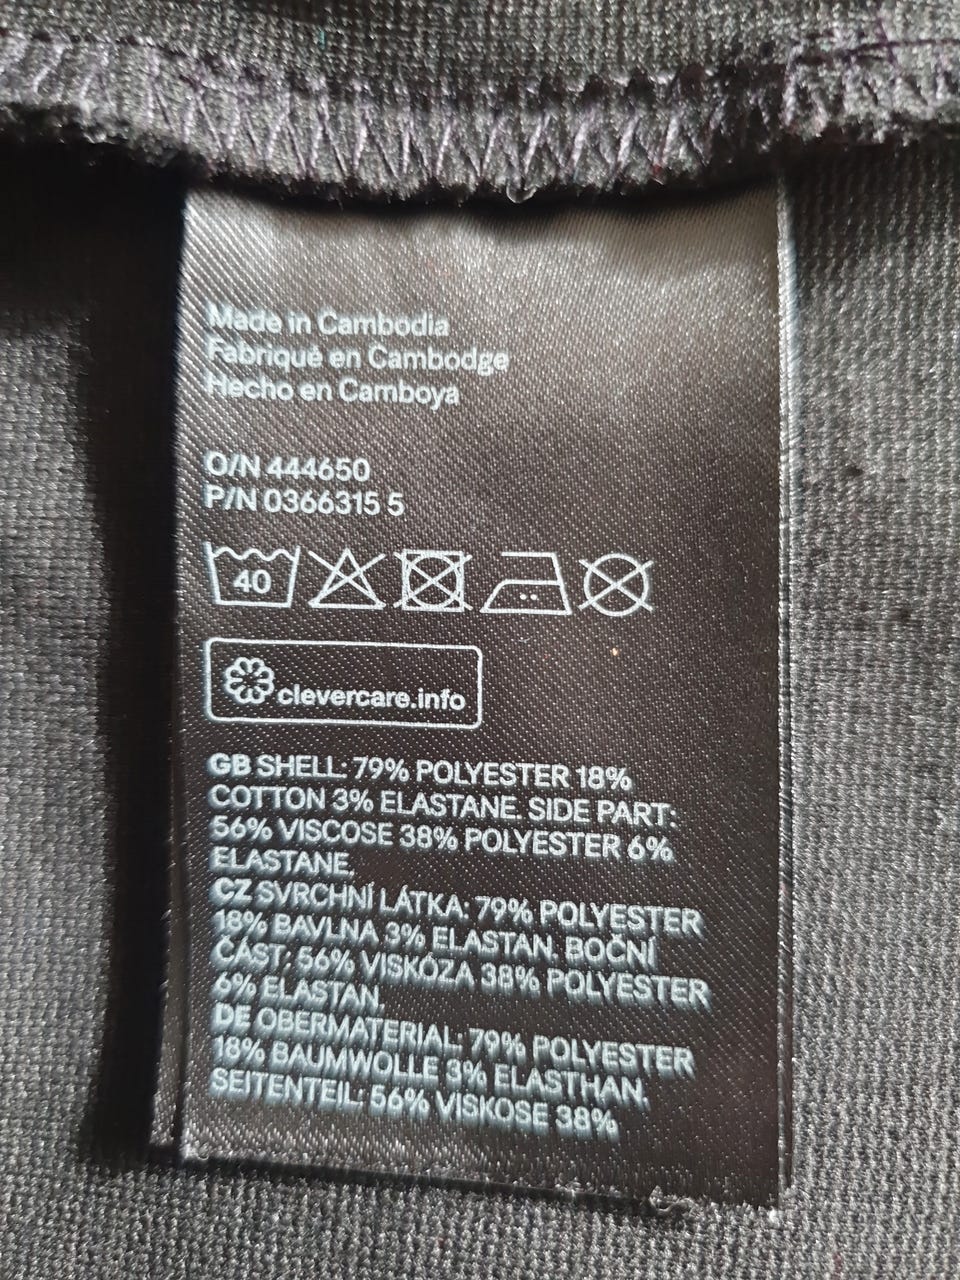 Made in Cambodia
Fabriqué en Cambodge
Hecho en Camboya
O/N 444650
P/N 0366315 5
40
clevercare.info
GB SHELL: 79% POLYESTER 18%
COTTON 3% ELASTANE. SIDE PART:
56% VISCOSE 38% POLYESTER 6%
ELASTANE.
CZ SVRCHNÍ LÁTKA: 79% POLYESTER
18% BAVLNA 3% ELASTAN. BOČNÍ
ČÁST: 56% VISKÓZA 38% POLYESTER
6% ELASTAN.
DE OBERMATERIAL: 79% POLYESTER
18% BAUMWOLLE 3% ELASTHAN.
SEITENTEIL: 56% VISKOSE 38%